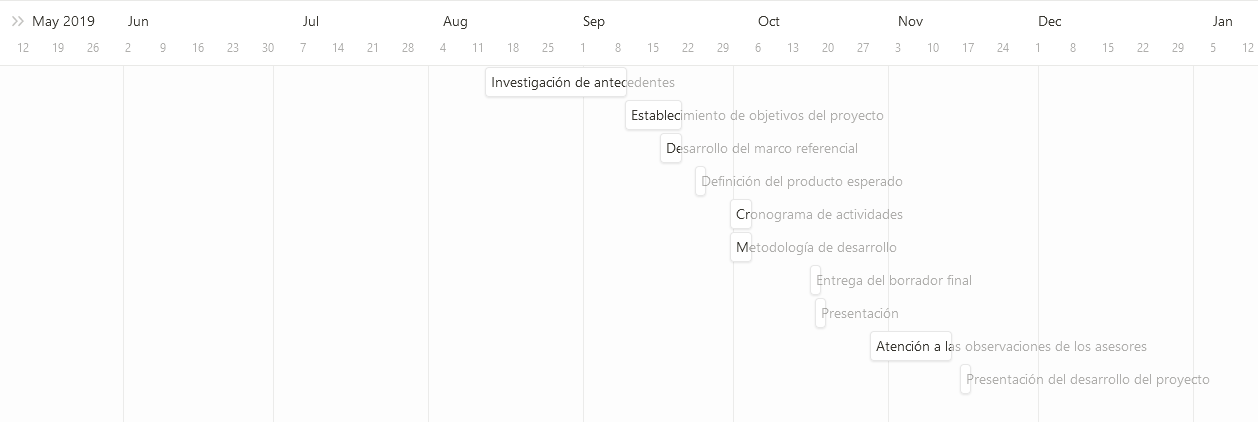 May 2019 Jun Jul Aug Sep Oct Nov Dec Jan
12 19 26 2 9 16 23 30 7 14 21 28 4 11 18 25 1 8 15 22 29 6 13 20 27 3 10 17 24 1 8 15 22 29 5 12
Investigación de antecedentes
Establecimiento de objetivos del proyecto
Desarrollo del marco referencial
Definición del producto esperado
Cronograma de actividades
Metodología de desarrollo
Entrega del borrador final
Presentación
Atención a las observaciones de los asesores
Presentación del desarrollo del proyecto